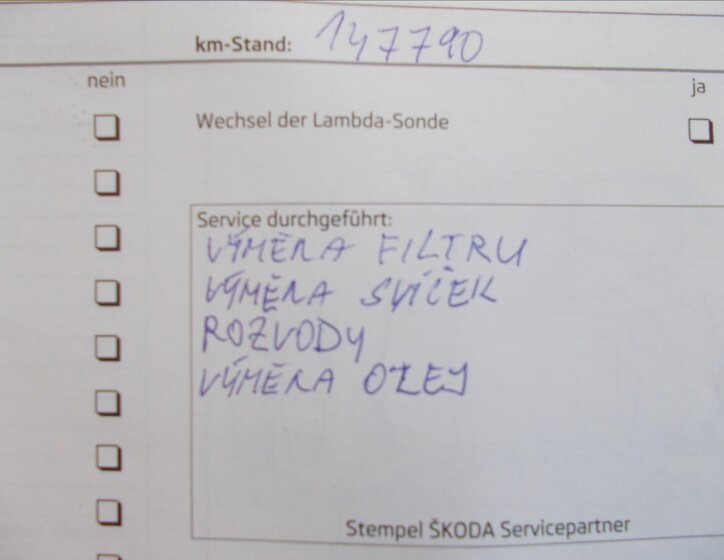 km-Stand: 147790
nein
ja
Wechsel der Lambda-Sonde
Service durchgeführt:
VÝMĚNA FILTRU
VÝMĚNA SVÍČEK
ROZVODY
VÝMĚNA OLEJ
Stempel ŠKODA Servicepartner